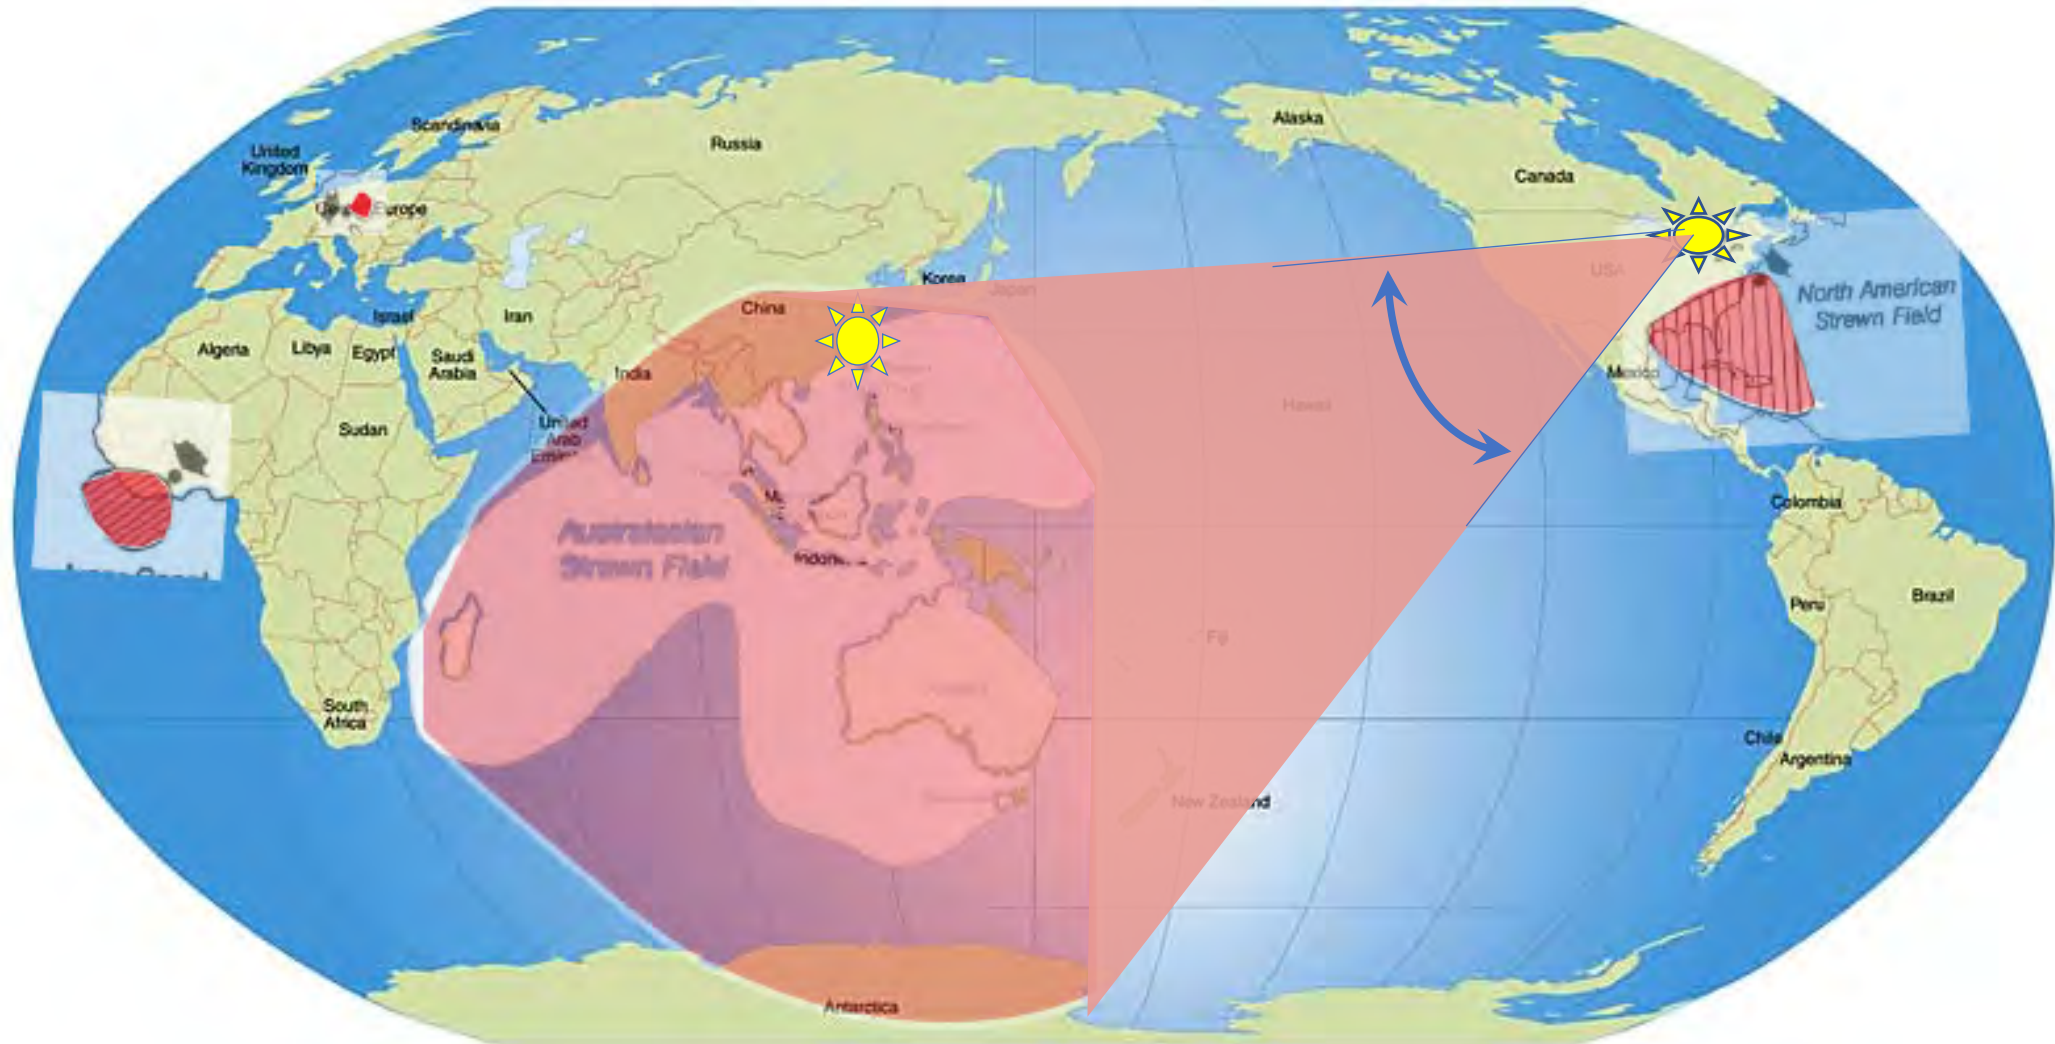 Scandinavia
United
Kingdom
Russia
Alaska
Canada
Europe
USA
Korea
Japan
North American
Strewn Field
China
Israel
Iran
Algeria
Libya
Egypt
Saudi
Arabia
India
Mexico
Hawaii
Sudan
United
Arab
Colombia
Australasian
Strewn Field
Peru
Brazil
Fiji
South
Africa
Chile
Argentina
New Zealand
Antarctica